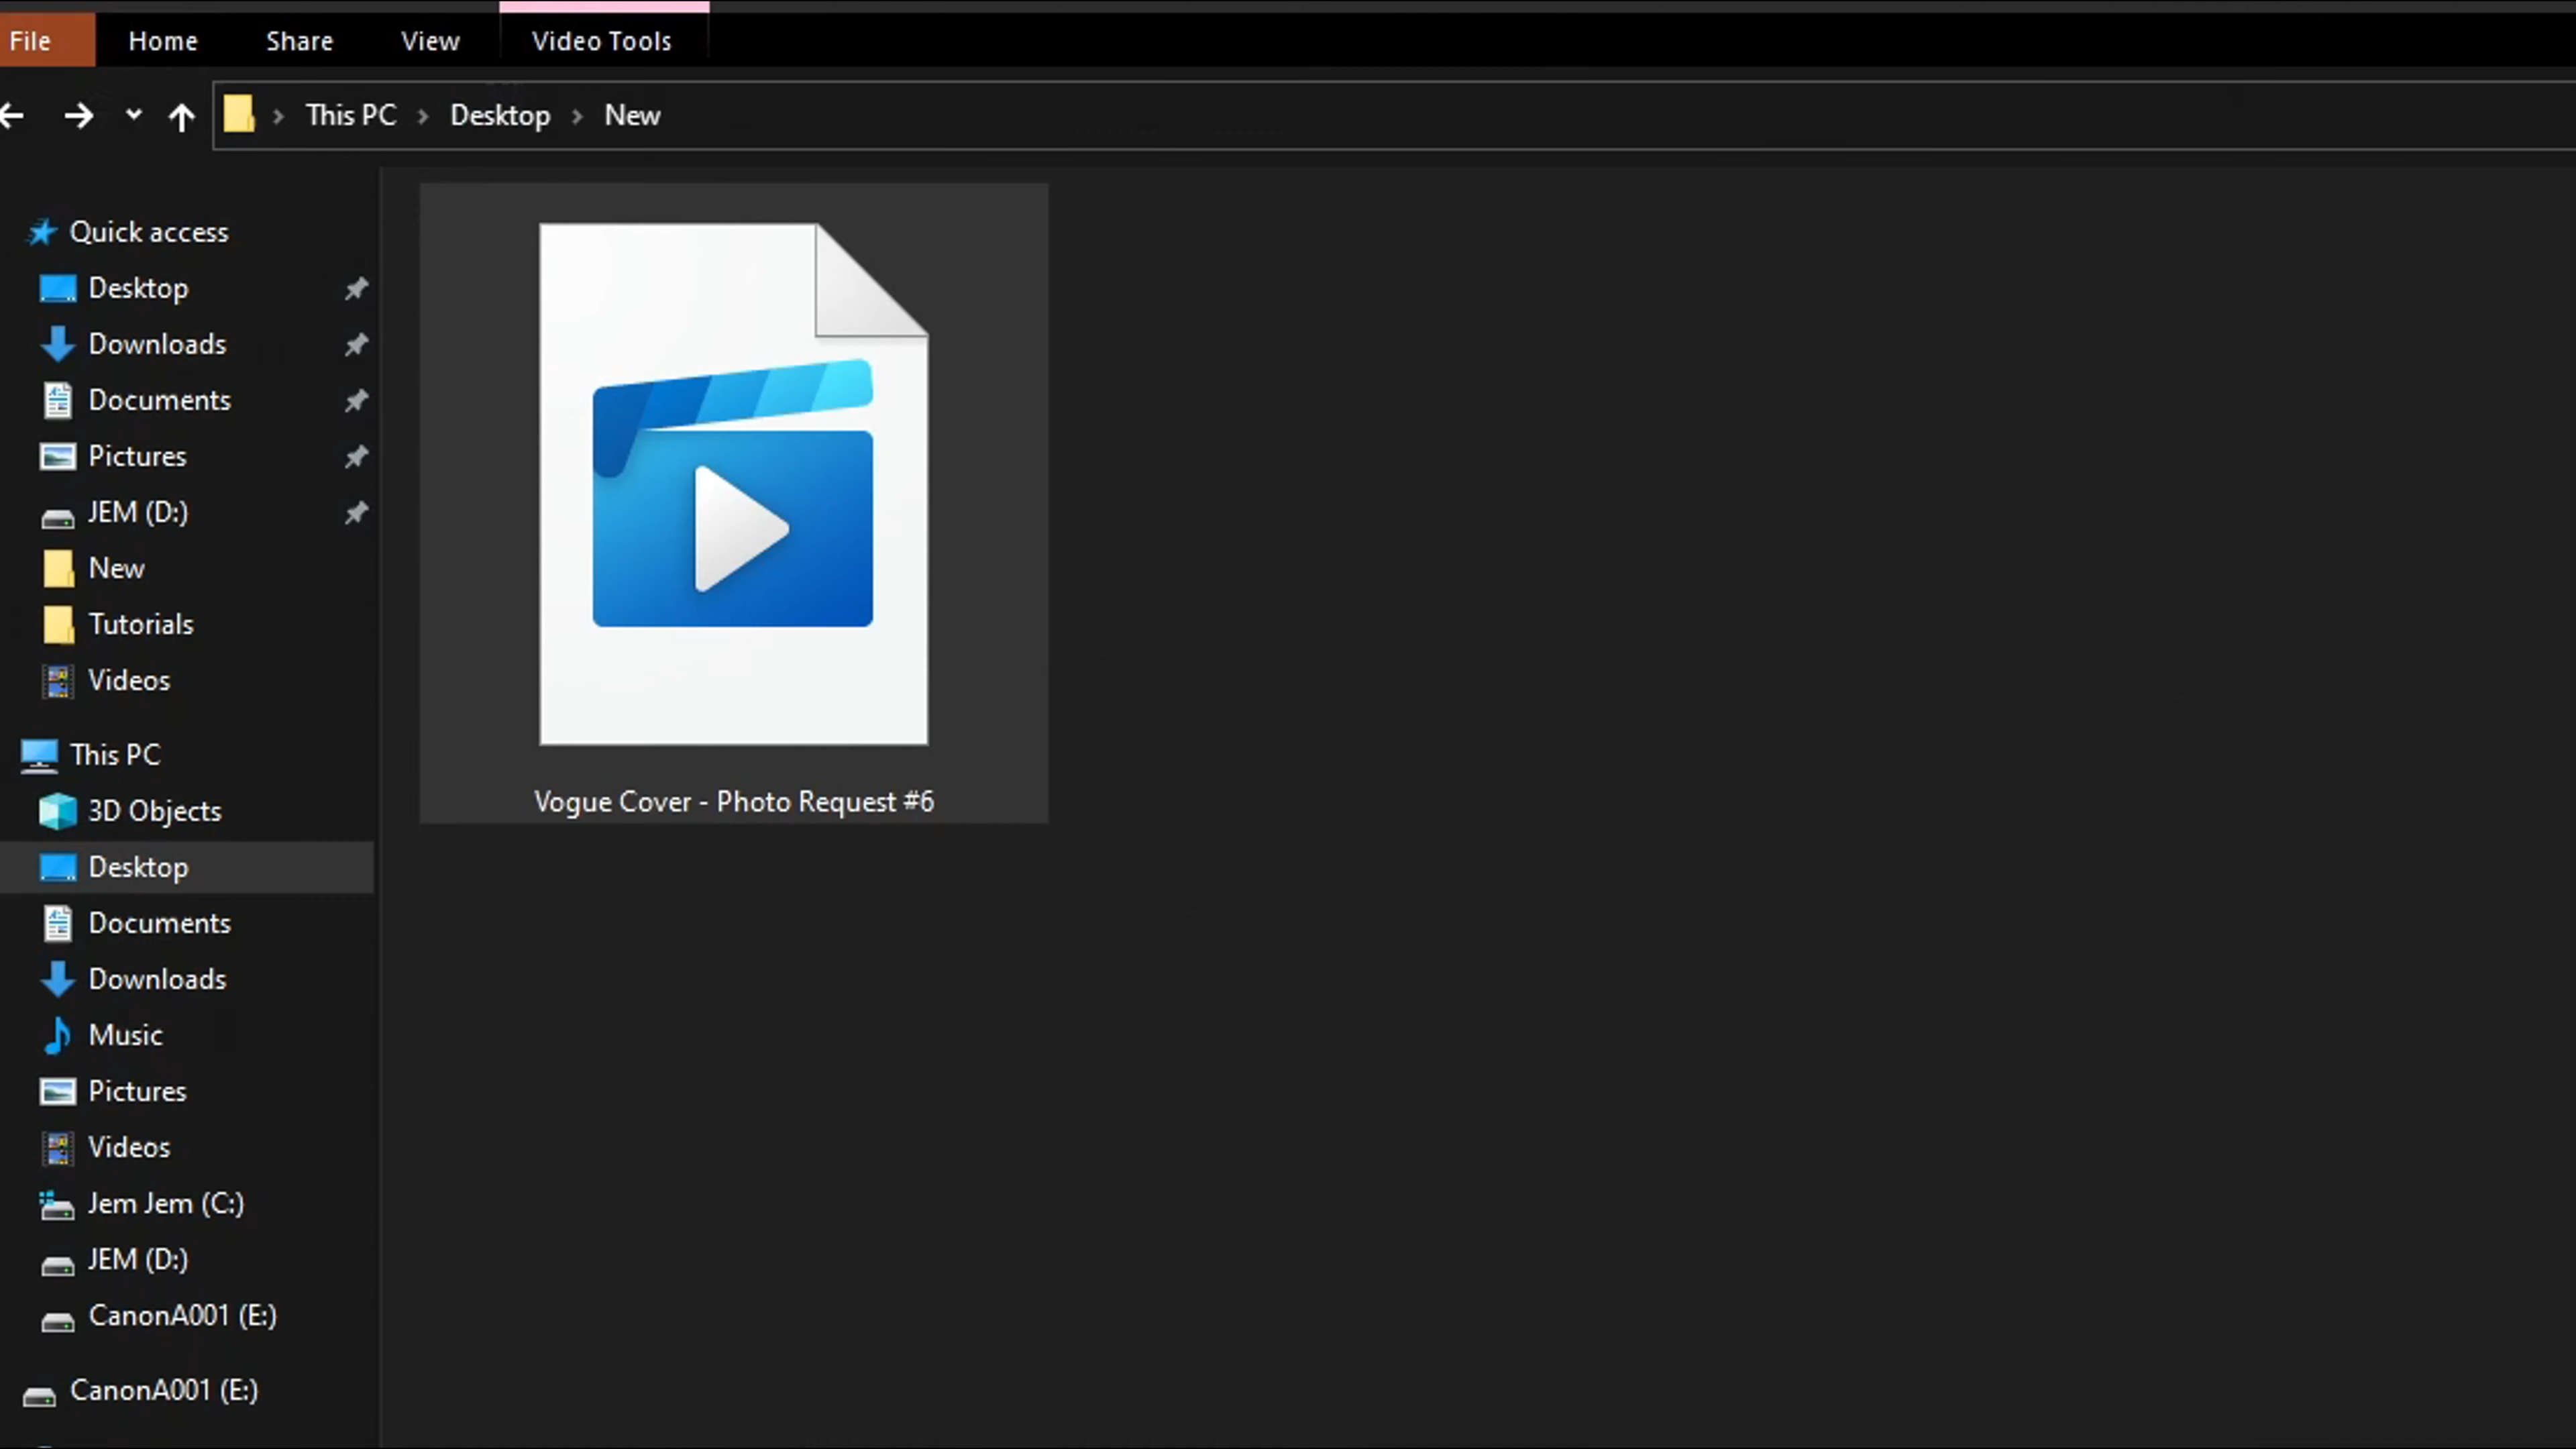 File Home Share View Video Tools
This PC > Desktop > New
Quick access
Desktop
Downloads
Documents
Pictures
JEM (D:)
New
Tutorials
Videos
This PC
3D Objects
Desktop
Documents
Downloads
Music
Pictures
Videos
Jem Jem (C:)
JEM (D:)
CanonA001 (E:)
CanonA001 (E:)
Vogue Cover - Photo Request #6